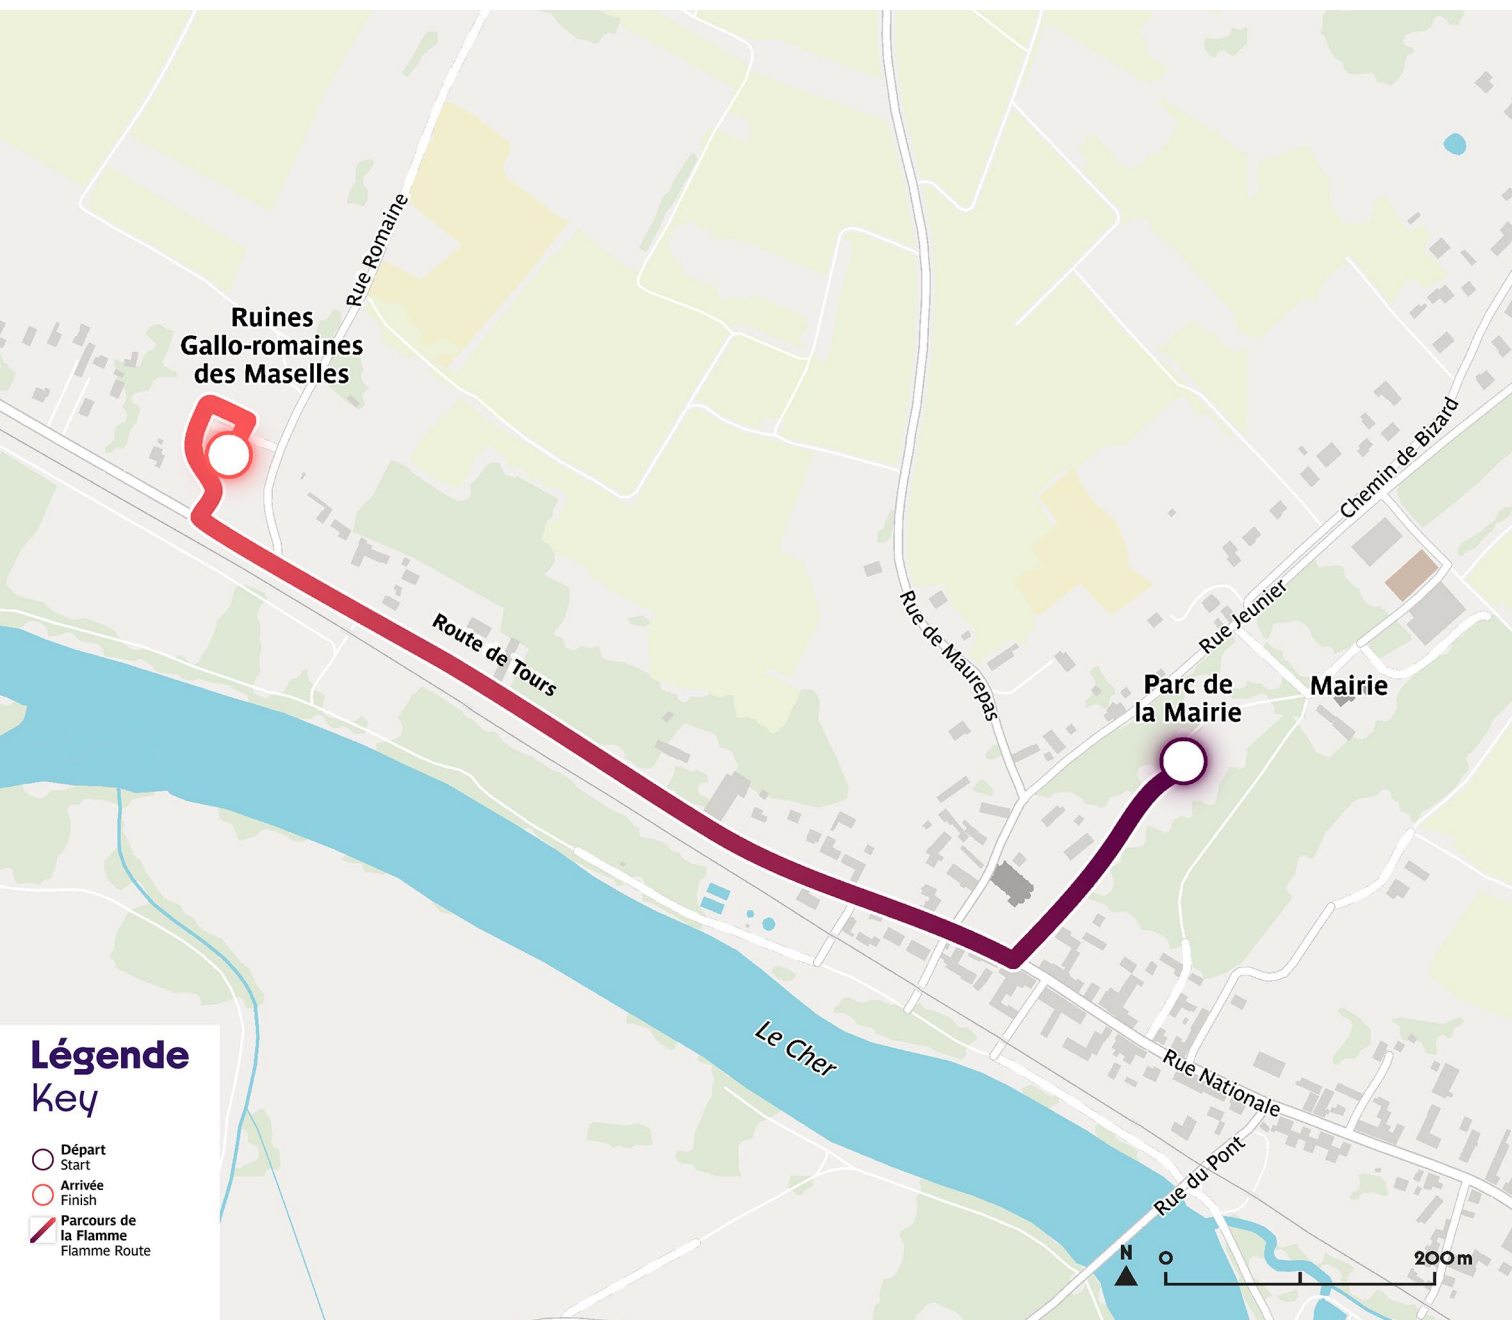 Rue Romaine
Ruines
Gallo-romaines
des Maselles
Chemin de Bizard
Rue Jeunier
Rue de Maurepas
Route de Tours
Parc de
la Mairie
Mairie
Le Cher
Rue Nationale
Rue du Pont
Légende
Key
Départ
Start
Arrivée
Finish
Parcours de
la Flamme
Flamme Route
N
0
200 m